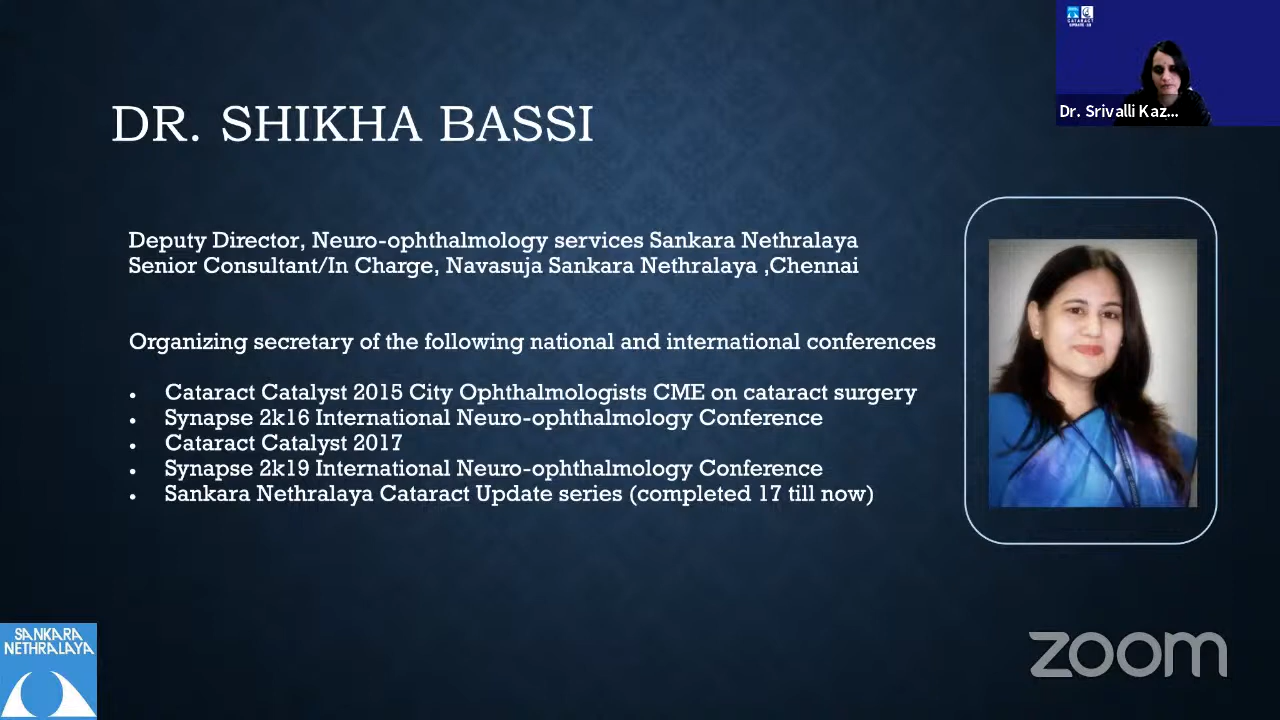 DR. SHIKHA BASSI
Deputy Director, Neuro-ophthalmology services Sankara Nethralaya
Senior Consultant/In Charge, Navasuja Sankara Nethralaya ,Chennai
Organizing secretary of the following national and international conferences
• Cataract Catalyst 2015 City Ophthalmologists CME on cataract surgery
• Synapse 2k16 International Neuro-ophthalmology Conference
• Cataract Catalyst 2017
• Synapse 2k19 International Neuro-ophthalmology Conference
• Sankara Nethralaya Cataract Update series (completed 17 till now)
CATARACT
Dr. Srivalli Kaz...
SANKARA
NETHRALAYA
zoom